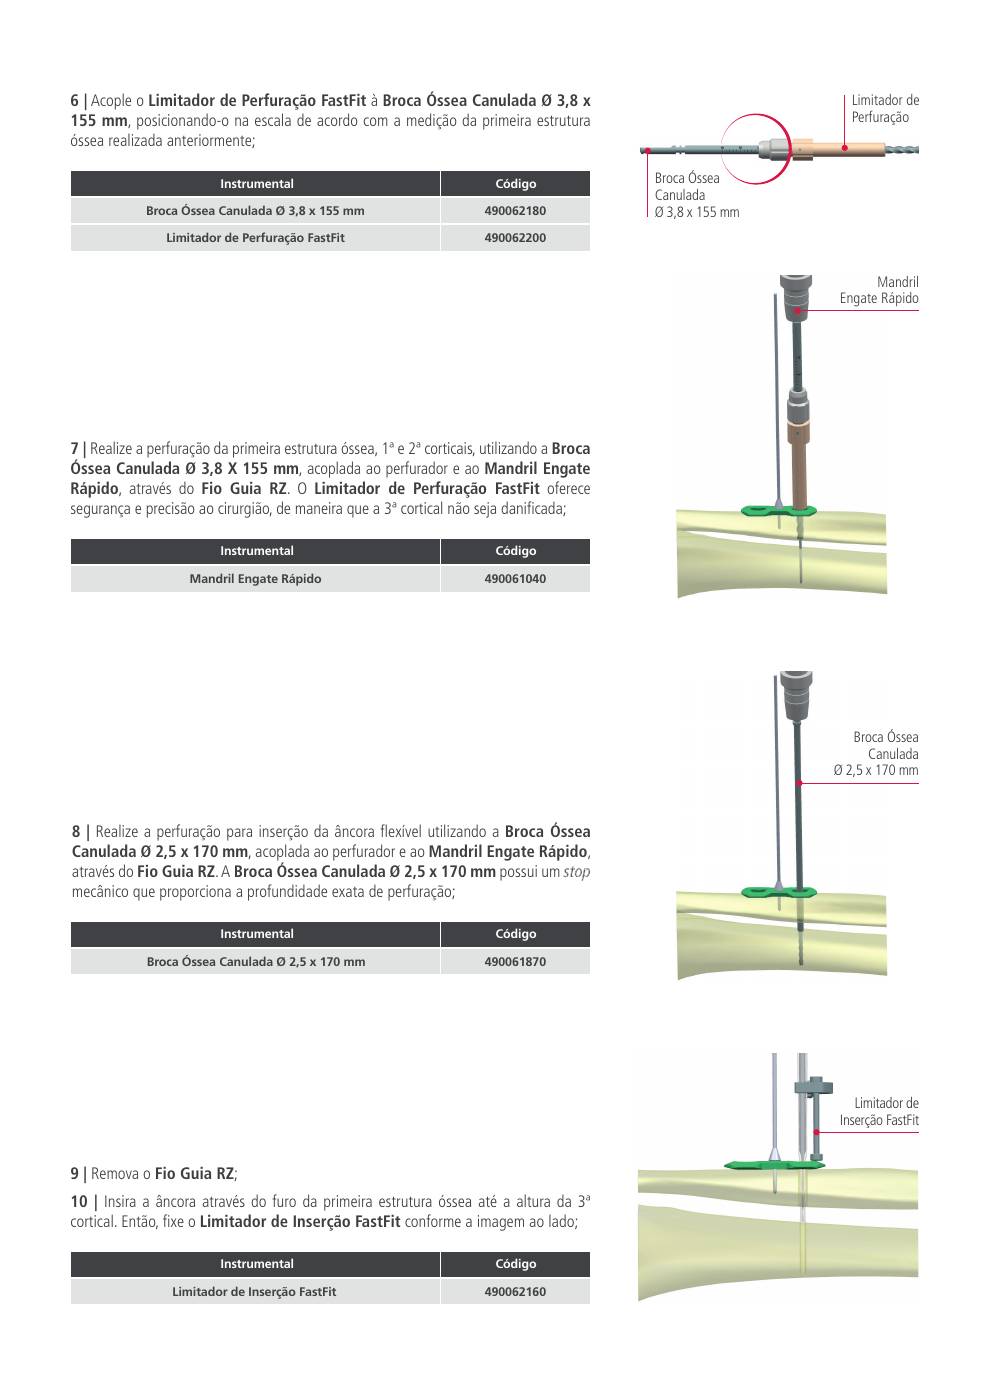 6 | Acople o Limitador de Perfuração FastFit à Broca Óssea Canulada Ø 3,8 x
155 mm, posicionando-o na escala de acordo com a medição da primeira estrutura
óssea realizada anteriormente;
Instrumental Código
Broca Óssea Canulada Ø 3,8 x 155 mm 490062180
Limitador de Perfuração FastFit 490062200
Limitador de
Perfuração
Broca Óssea
Canulada
Ø 3,8 x 155 mm
Mandril
Engate Rápido
7 | Realize a perfuração da primeira estrutura óssea, 1ª e 2ª corticais, utilizando a Broca
Óssea Canulada Ø 3,8 X 155 mm, acoplada ao perfurador e ao Mandril Engate
Rápido, através do Fio Guia RZ. O Limitador de Perfuração FastFit oferece
segurança e precisão ao cirurgião, de maneira que a 3ª cortical não seja danificada;
Instrumental Código
Mandril Engate Rápido 490061040
Broca Óssea
Canulada
Ø 2,5 x 170 mm
8 | Realize a perfuração para inserção da âncora flexível utilizando a Broca Óssea
Canulada Ø 2,5 x 170 mm, acoplada ao perfurador e ao Mandril Engate Rápido,
através do Fio Guia RZ. A Broca Óssea Canulada Ø 2,5 x 170 mm possui um stop
mecânico que proporciona a profundidade exata de perfuração;
Instrumental Código
Broca Óssea Canulada Ø 2,5 x 170 mm 490061870
Limitador de
Inserção FastFit
9 | Remova o Fio Guia RZ;
10 | Insira a âncora através do furo da primeira estrutura óssea até a altura da 3ª
cortical. Então, fixe o Limitador de Inserção FastFit conforme a imagem ao lado;
Instrumental Código
Limitador de Inserção FastFit 490062160